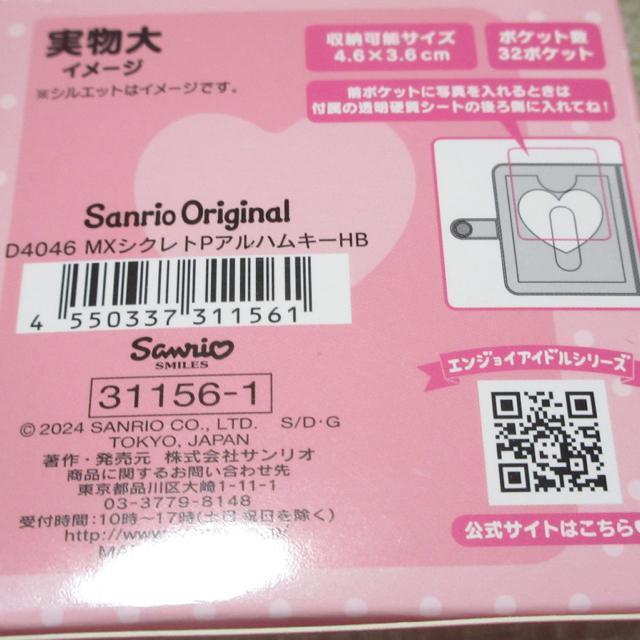 実物大
イメージ
※シルエットはイメージです。
収納可能サイズ
4.6×3.6cm
ポケット数
32ポケット
前ポケットに写真を入れるときは
付属の透明硬質シートの後ろ側に入れてね!
Sanrio Original
D4046 MXシクレトPアルハムキーHB
4 550337 311561
Sanrio
SMILES
31156-1
©2024 SANRIO CO., LTD. S/D・G
TOKYO, JAPAN
著作・発売元 株式会社サンリオ
商品に関するお問い合わせ先
東京都品川区大崎1-11-1
03-3779-8148
受付時間:10時〜17時(土日祝日を除く)
http://www.
エンジョイアイドルシリーズ
公式サイトはこちら♥